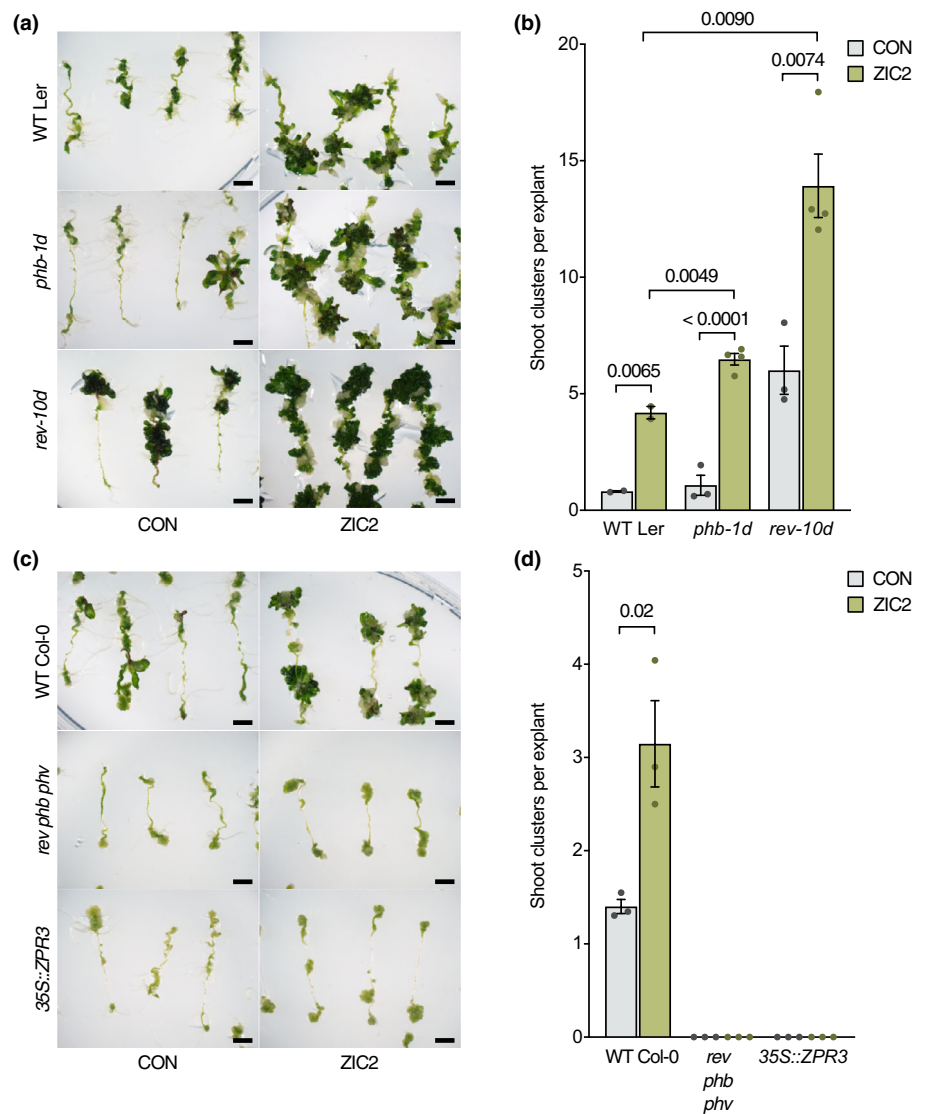 (a)
WT Ler
phb-1d
rev-10d
CON
ZIC2
(b)
Shoot clusters per explant
20
15
10
5
0
0.0090
0.0074
0.0049
< 0.0001
0.0065
CON
ZIC2
WT Ler
phb-1d
rev-10d
(c)
WT Col-0
rev phb phv
35S::ZPR3
CON
ZIC2
(d)
Shoot clusters per explant
5
4
3
2
1
0
0.02
CON
ZIC2
WT Col-0
rev
phb
phv
35S::ZPR3